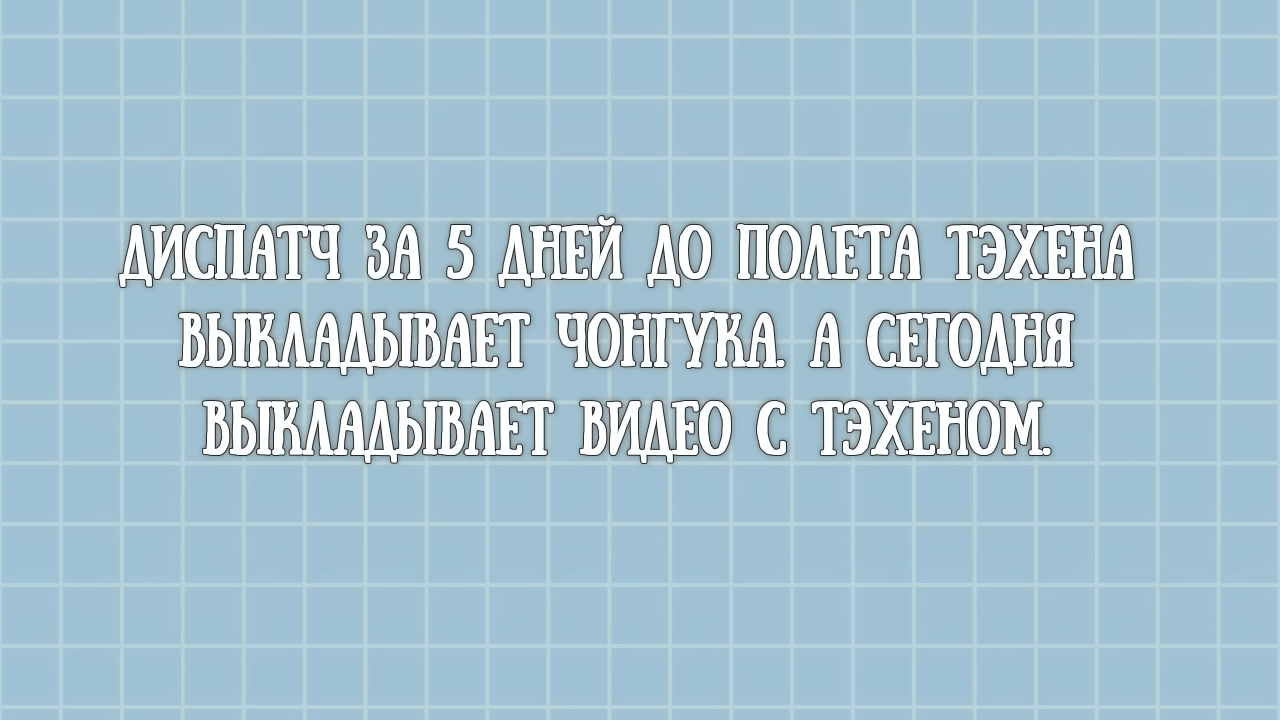 ДИСПАТЧ ЗА 5 ДНЕЙ ДО ПОЛЕТА ТЭХЕНА
ВЫКЛАДЫВАЕТ ЧОНГУКА. А СЕГОДНЯ
ВЫКЛАДЫВАЕТ ВИДЕО С ТЭХЕНОМ.